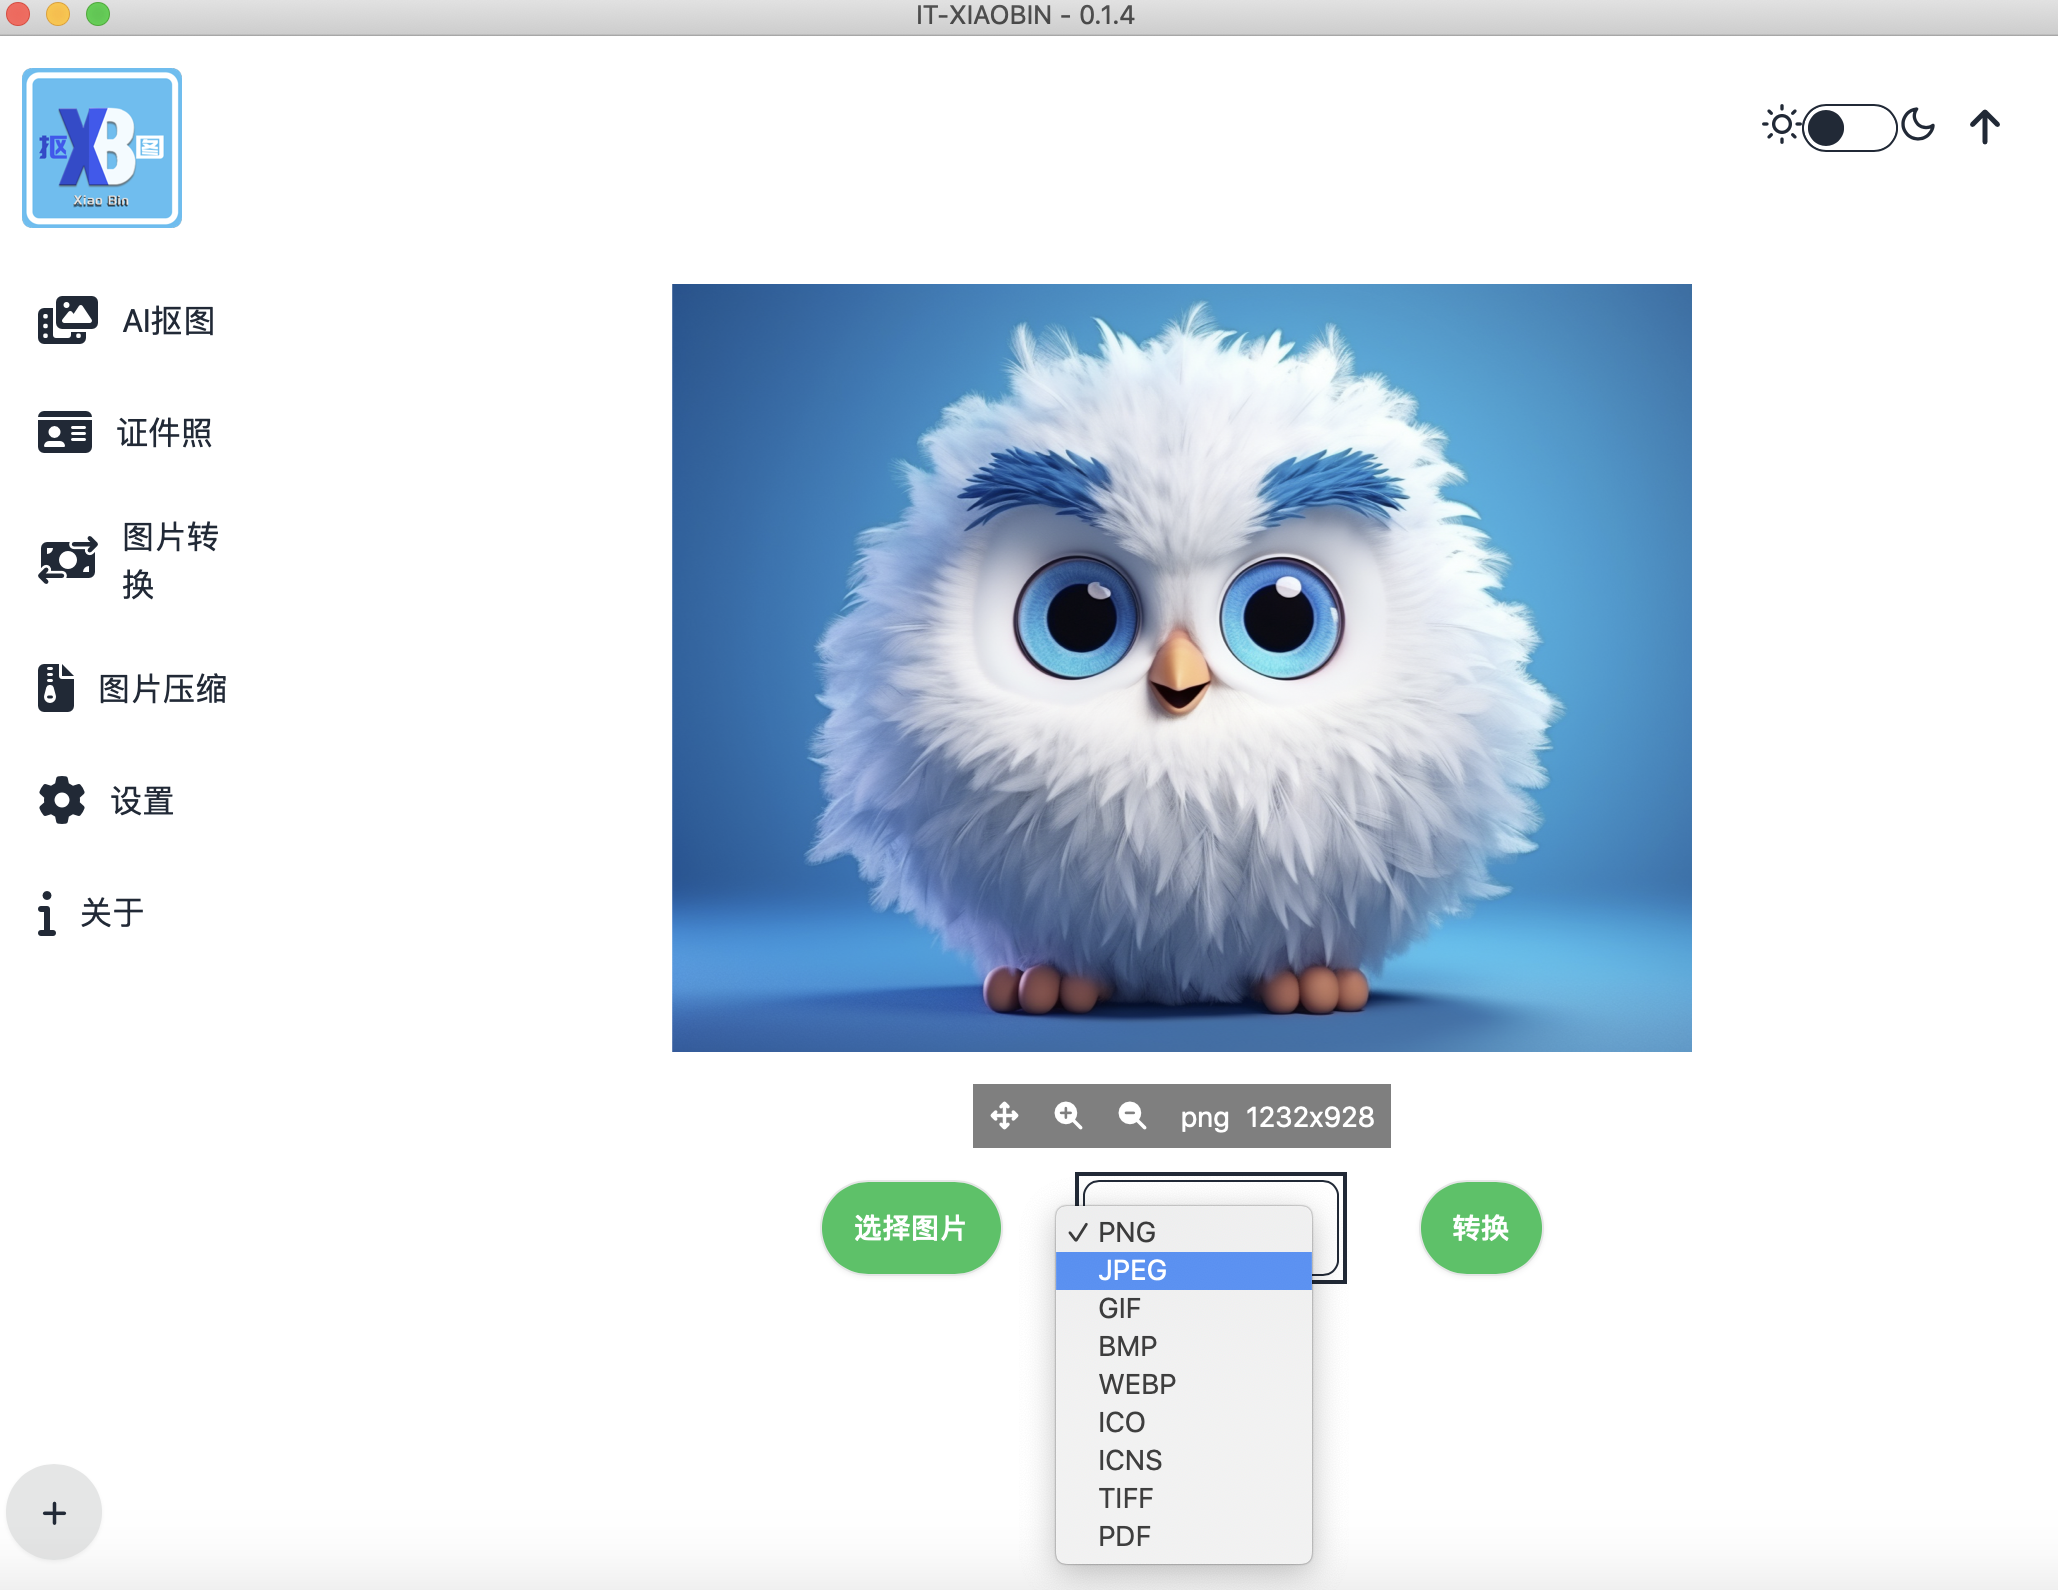 IT-XIAOBIN - 0.1.4
抠XB图
Xiao Bin
AI抠图
证件照
图片转
换
图片压缩
设置
关于
png 1232x928
选择图片
转换
✓ PNG
JPEG
GIF
BMP
WEBP
ICO
ICNS
TIFF
PDF
+